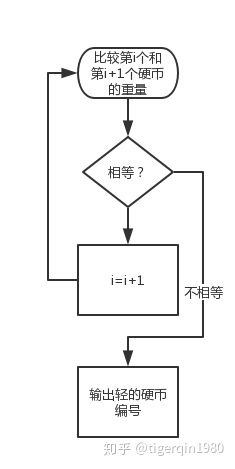 比较第i个和
第i+1个硬币
的重量
相等？
i=i+1
不相等
输出轻的硬币
编号
知乎 @tigerqin1980